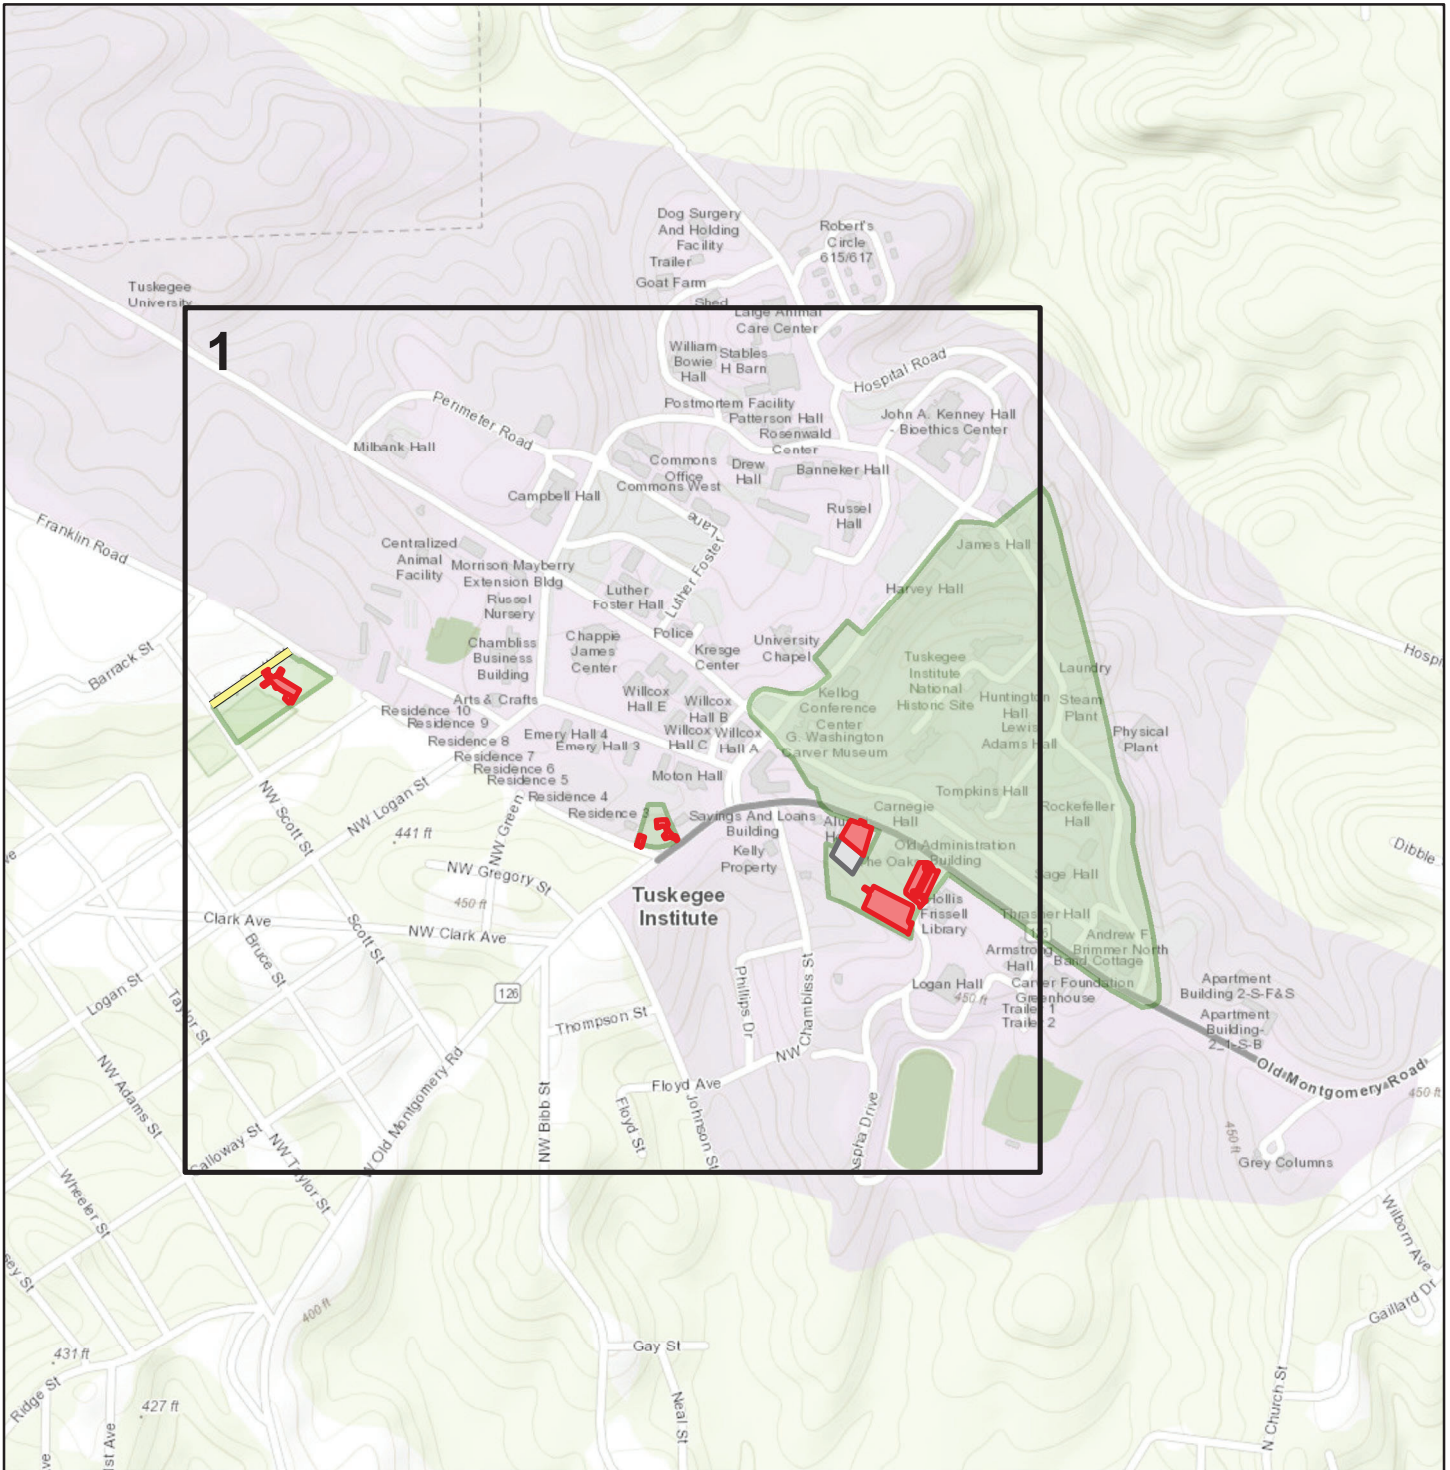 Dog Surgery
And Holding
Facility
Trailer
Goat Farm
Shed
Robert's
Circle
615/617
Tuskegee
University
1
Large Animal
Care Center
William
Bowie
Hall
Stables
H Barn
Hospital Road
Perimeter Road
Postmortem Facility
Patterson Hall
Rosenwald
Center
John A. Kenney Hall
- Bioethics Center
Milbank Hall
Commons
Office
Commons West
Drew
Hall
Banneker Hall
Campbell Hall
Russel
Hall
Franklin Road
Luther Foster
Lane
Centralized
Animal
Facility
Morrison Mayberry
Extension Bldg
Russel
Nursery
James Hall
Harvey Hall
Luther
Foster Hall
Barrack St
Chambliss
Business
Building
Chappie
James
Center
Police
Kresge
Center
University
Chapel
Tuskegee
Institute
National
Historic Site
Laundry
Hospi
Arts & Crafts
Residence 10
Residence 9
Residence 8
Residence 7
Residence 6
Residence 5
Residence 4
Residence 3
Willcox
Hall E
Willcox
Hall B
Willcox
Hall C
Willcox
Hall A
Emery Hall 4
Emery Hall 3
Moton Hall
Kellog
Conference
Center
G. Washington
Carver Museum
Huntington
Hall
Lewis
Adams Hall
Steam
Plant
Physical
Plant
Tompkins Hall
NW Scott St
NW Logan St
441 ft
NW Green
Savings And Loans
Building
Kelly
Property
Carnegie
Hall
Rockefeller
Hall
The Oaks
Old Administration
Building
Sage Hall
Dibble
NW Gregory St
450 ft
Tuskegee
Institute
Hollis
Frissell
Library
Thrasher Hall
Clark Ave
NW Clark Ave
Bruce St
Scott St
Armstrong
Hall
Andrew F
Brimmer North
Band Cottage
Logan St
Taylor St
126
Thompson St
Phillips Dr
NW Chambliss St
Logan Hall
450 ft
Carver Foundation
Greenhouse
Trailer 1
Trailer 2
Apartment
Building 2-S-F&S
Apartment
Building-
2_1-S-B
Old Montgomery Road
450 ft
NW Adams St
Floyd Ave
Floyd St
Johnson St
NW Bibb St
450 ft
Grey Columns
Calloway St
NW Taylor St
N Old Montgomery Rd
Wheeler St
Wilborn Ave
Gaillard Dr
400 ft
Gay St
Neal St
431 ft
Ridge St
427 ft
N Church St